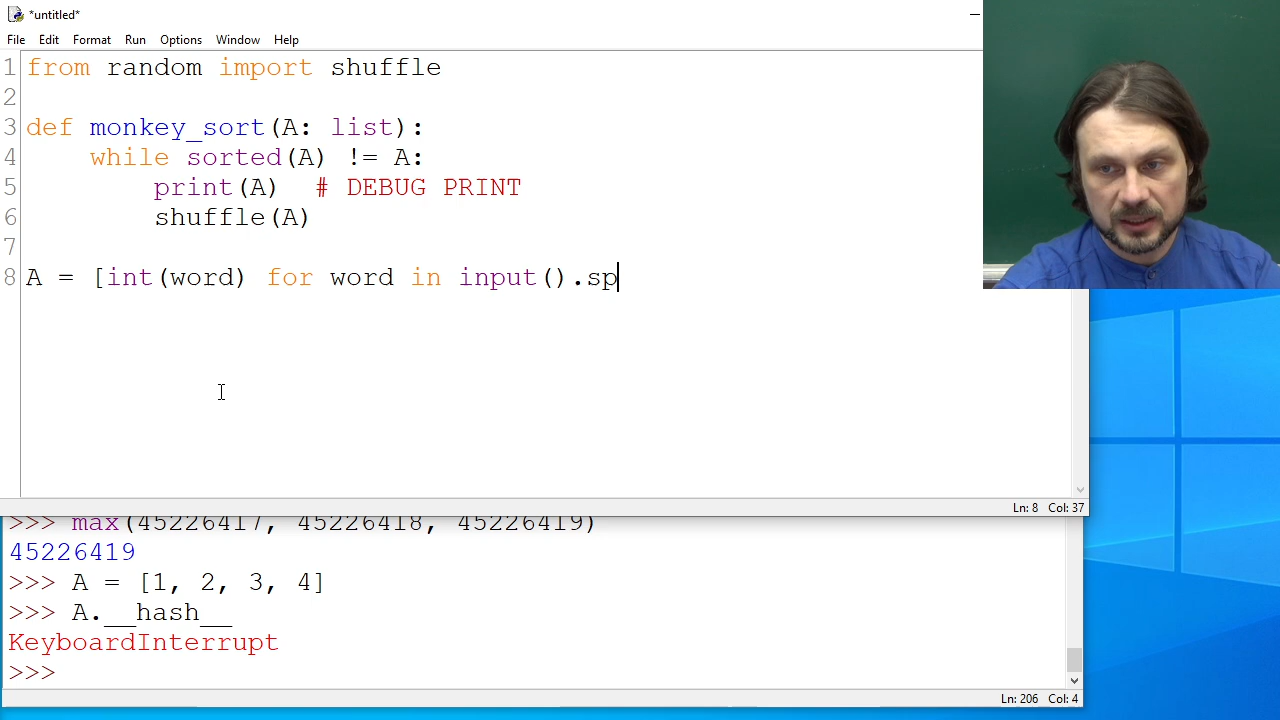 *untitled*
File Edit Format Run Options Window Help
1 from random import shuffle
2
3 def monkey_sort(A: list):
4 while sorted(A) != A:
5 print(A) # DEBUG PRINT
6 shuffle(A)
7
8 A = [int(word) for word in input().sp
Ln: 8 Col: 37
>>> max(45226417, 45226418, 45226419)
45226419
>>> A = [1, 2, 3, 4]
>>> A.__hash__
KeyboardInterrupt
>>>
Ln: 206 Col: 4